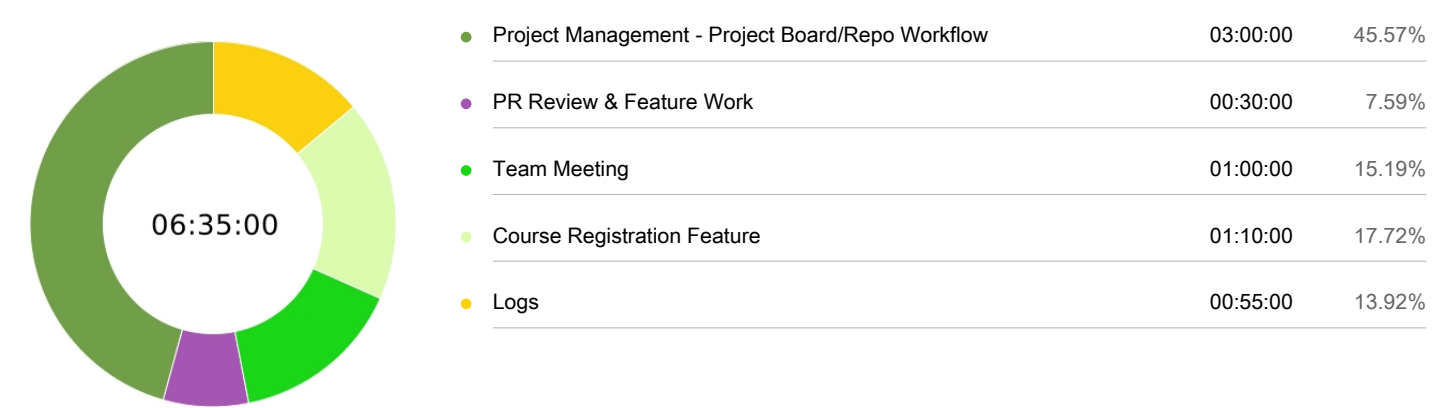 06:35:00
Project Management - Project Board/Repo Workflow 03:00:00 45.57%
PR Review & Feature Work 00:30:00 7.59%
Team Meeting 01:00:00 15.19%
Course Registration Feature 01:10:00 17.72%
Logs 00:55:00 13.92%